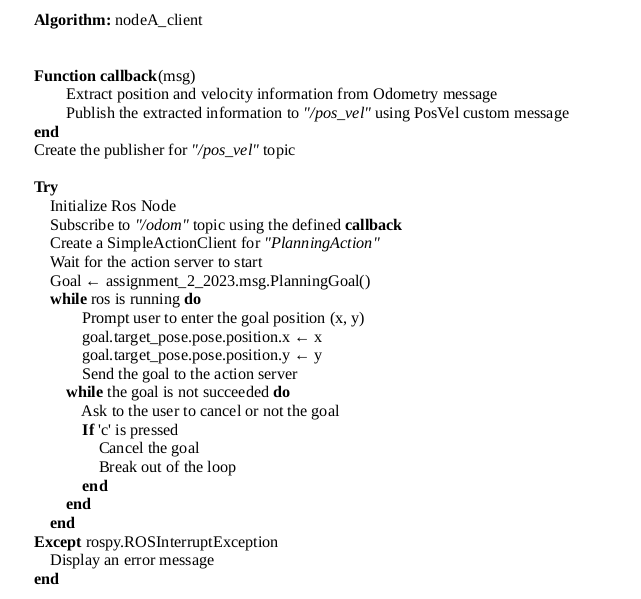 Algorithm: nodeA_client
Function callback(msg)
Extract position and velocity information from Odometry message
Publish the extracted information to "/pos_vel" using PosVel custom message
end
Create the publisher for "/pos_vel" topic
Try
Initialize Ros Node
Subscribe to "/odom" topic using the defined callback
Create a SimpleActionClient for "PlanningAction"
Wait for the action server to start
Goal ← assignment_2_2023.msg.PlanningGoal()
while ros is running do
Prompt user to enter the goal position (x, y)
goal.target_pose.pose.position.x ← x
goal.target_pose.pose.position.y ← y
Send the goal to the action server
while the goal is not succeeded do
Ask to the user to cancel or not the goal
If 'c' is pressed
Cancel the goal
Break out of the loop
end
end
end
Except rospy.ROSInterruptException
Display an error message
end